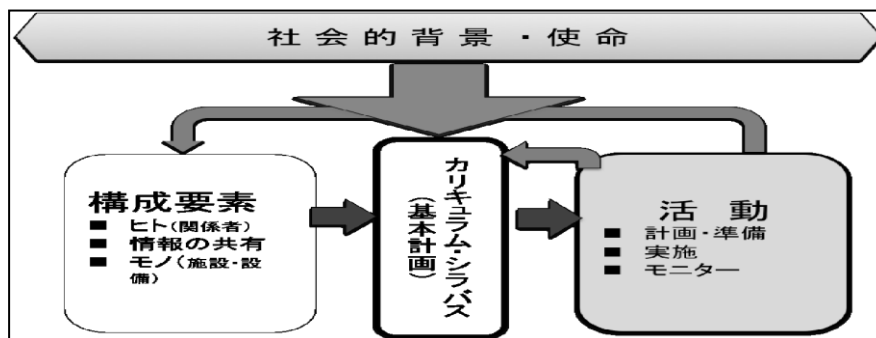 社会的背景・使命
構成要素
■ ヒト(関係者)
■ 情報の共有
■ モノ(施設・設
備)
カリキュラム・シラバス
(基本計画)
活動
■ 計画・準備
■ 実施
■ モニター